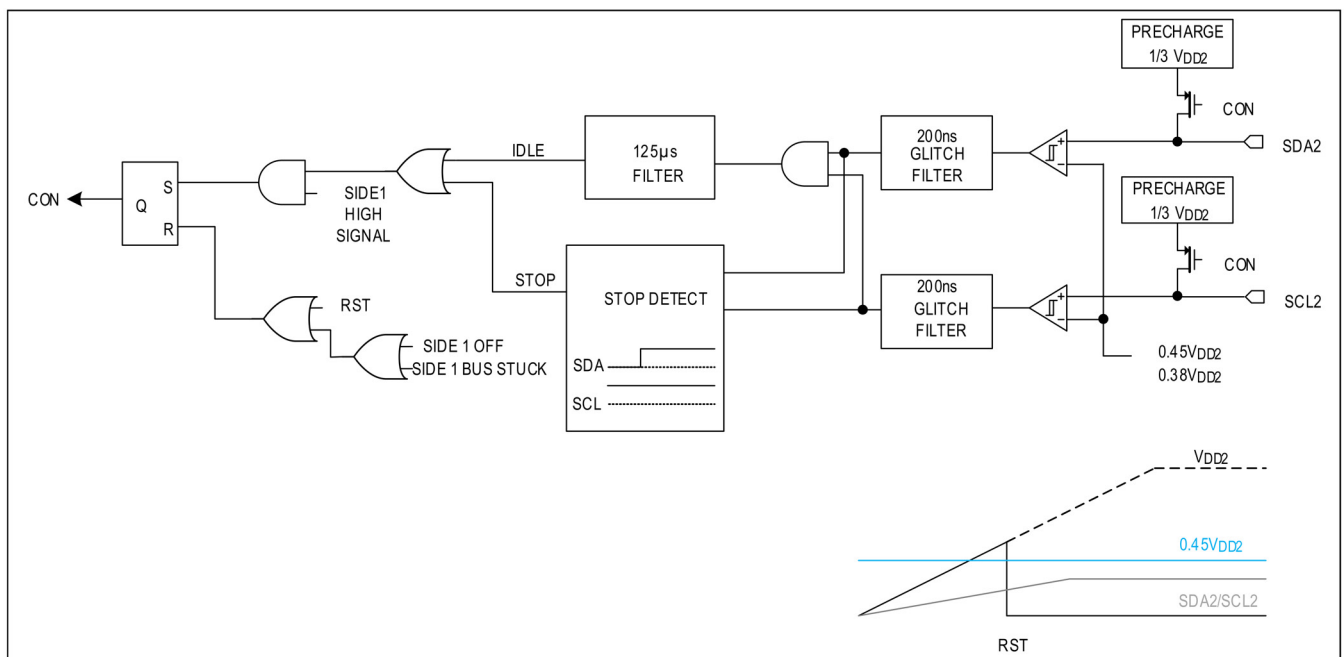 PRECHARGE
1/3 VDD2
CON
SDA2
200ns
GLITCH
FILTER
+
−
125µs
FILTER
IDLE
SIDE1
HIGH
SIGNAL
CON
S
Q
R
PRECHARGE
1/3 VDD2
CON
SCL2
200ns
GLITCH
FILTER
+
−
STOP
STOP DETECT
SDA
SCL
RST
SIDE 1 OFF
SIDE 1 BUS STUCK
0.45VDD2
0.38VDD2
VDD2
0.45VDD2
SDA2/SCL2
RST